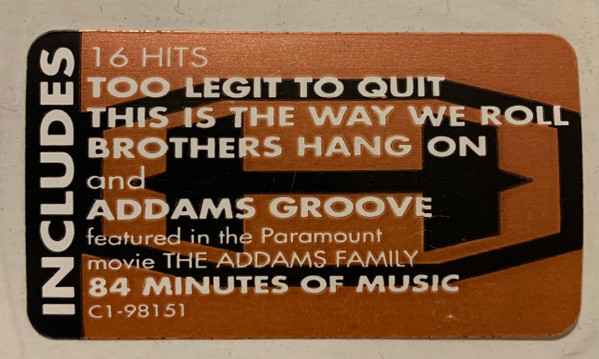 INCLUDES
16 HITS
TOO LEGIT TO QUIT
THIS IS THE WAY WE ROLL
BROTHERS HANG ON
and
ADDAMS GROOVE
featured in the Paramount
movie THE ADDAMS FAMILY
84 MINUTES OF MUSIC
C1-98151